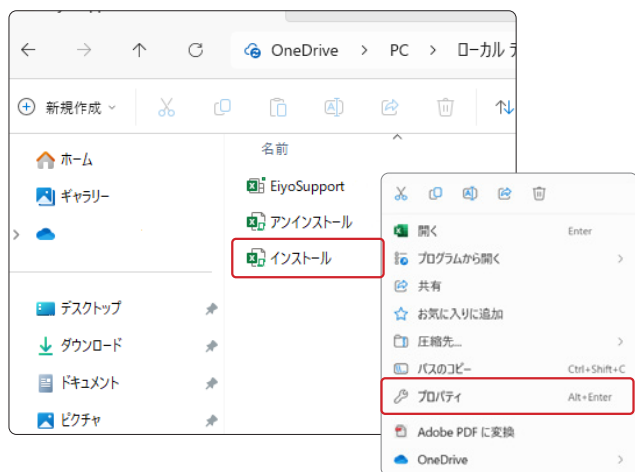 OneDrive > PC > ローカル
新規作成
名前
ホーム
ギャラリー
EiyoSupport
アンインストール
インストール
デスクトップ
ダウンロード
ドキュメント
ピクチャ
開く Enter
プログラムから開く
共有
お気に入りに追加
圧縮先...
パスのコピー Ctrl+Shift+C
プロパティ Alt+Enter
Adobe PDF に変換
OneDrive